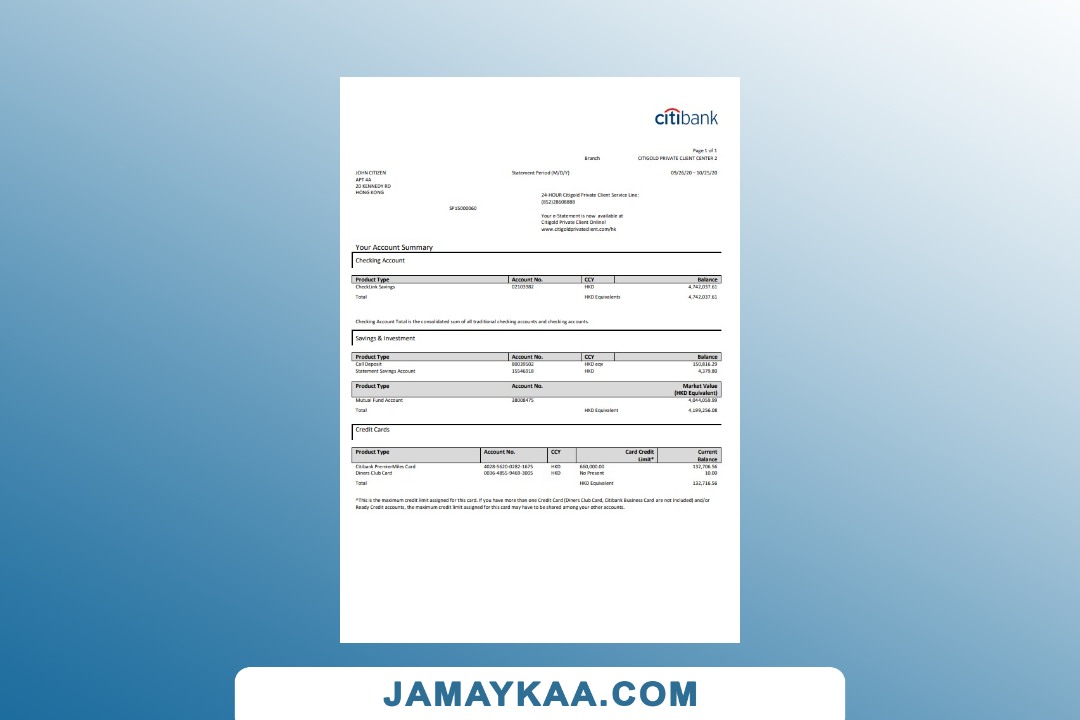 citibank
Page 1 of 1
Branch CITIGOLD PRIVATE CLIENT CENTER 2
JOHN CITIZEN Statement Period (M/D/Y) 09/26/20 - 10/25/20
APT 4A
20 KENNEDY RD
HONG KONG
24-HOUR Citigold Private Client Service Line:
(852)28608888
SP15000060
Your e-Statement is now available at
Citigold Private Client Online!
www.citigoldprivateclient.com/hk
Your Account Summary
Checking Account
Product Type Account No. CCY Balance
CheckLink Savings 02103382 HKD 4,742,037.61
Total HKD Equivalents 4,742,037.61
Checking Account Total is the consolidated sum of all traditional checking accounts and checking accounts.
Savings & Investment
Product Type Account No. CCY Balance
Call Deposit 80039502 HKD eqv 150,816.29
Statement Savings Account 15546918 HKD 4,379.80
Product Type Account No. Market Value
(HKD Equivalent)
Mutual Fund Account 38008475 4,044,059.99
Total HKD Equivalent 4,199,256.08
Credit Cards
Product Type Account No. CCY Card Credit Current
Limit* Balance
Citibank PremierMiles Card 4028-5620-0282-1675 HKD 660,000.00 132,706.56
Diners Club Card 0036-4855-9469-3005 HKD No Present 10.00
Total HKD Equivalent 132,716.56
*This is the maximum credit limit assigned for this card. If you have more than one Credit Card (Diners Club Card, Citibank Business Card are not included) and/or
Ready Credit accounts, the maximum credit limit assigned for this card may have to be shared among your other accounts.
JAMAYKAA.COM